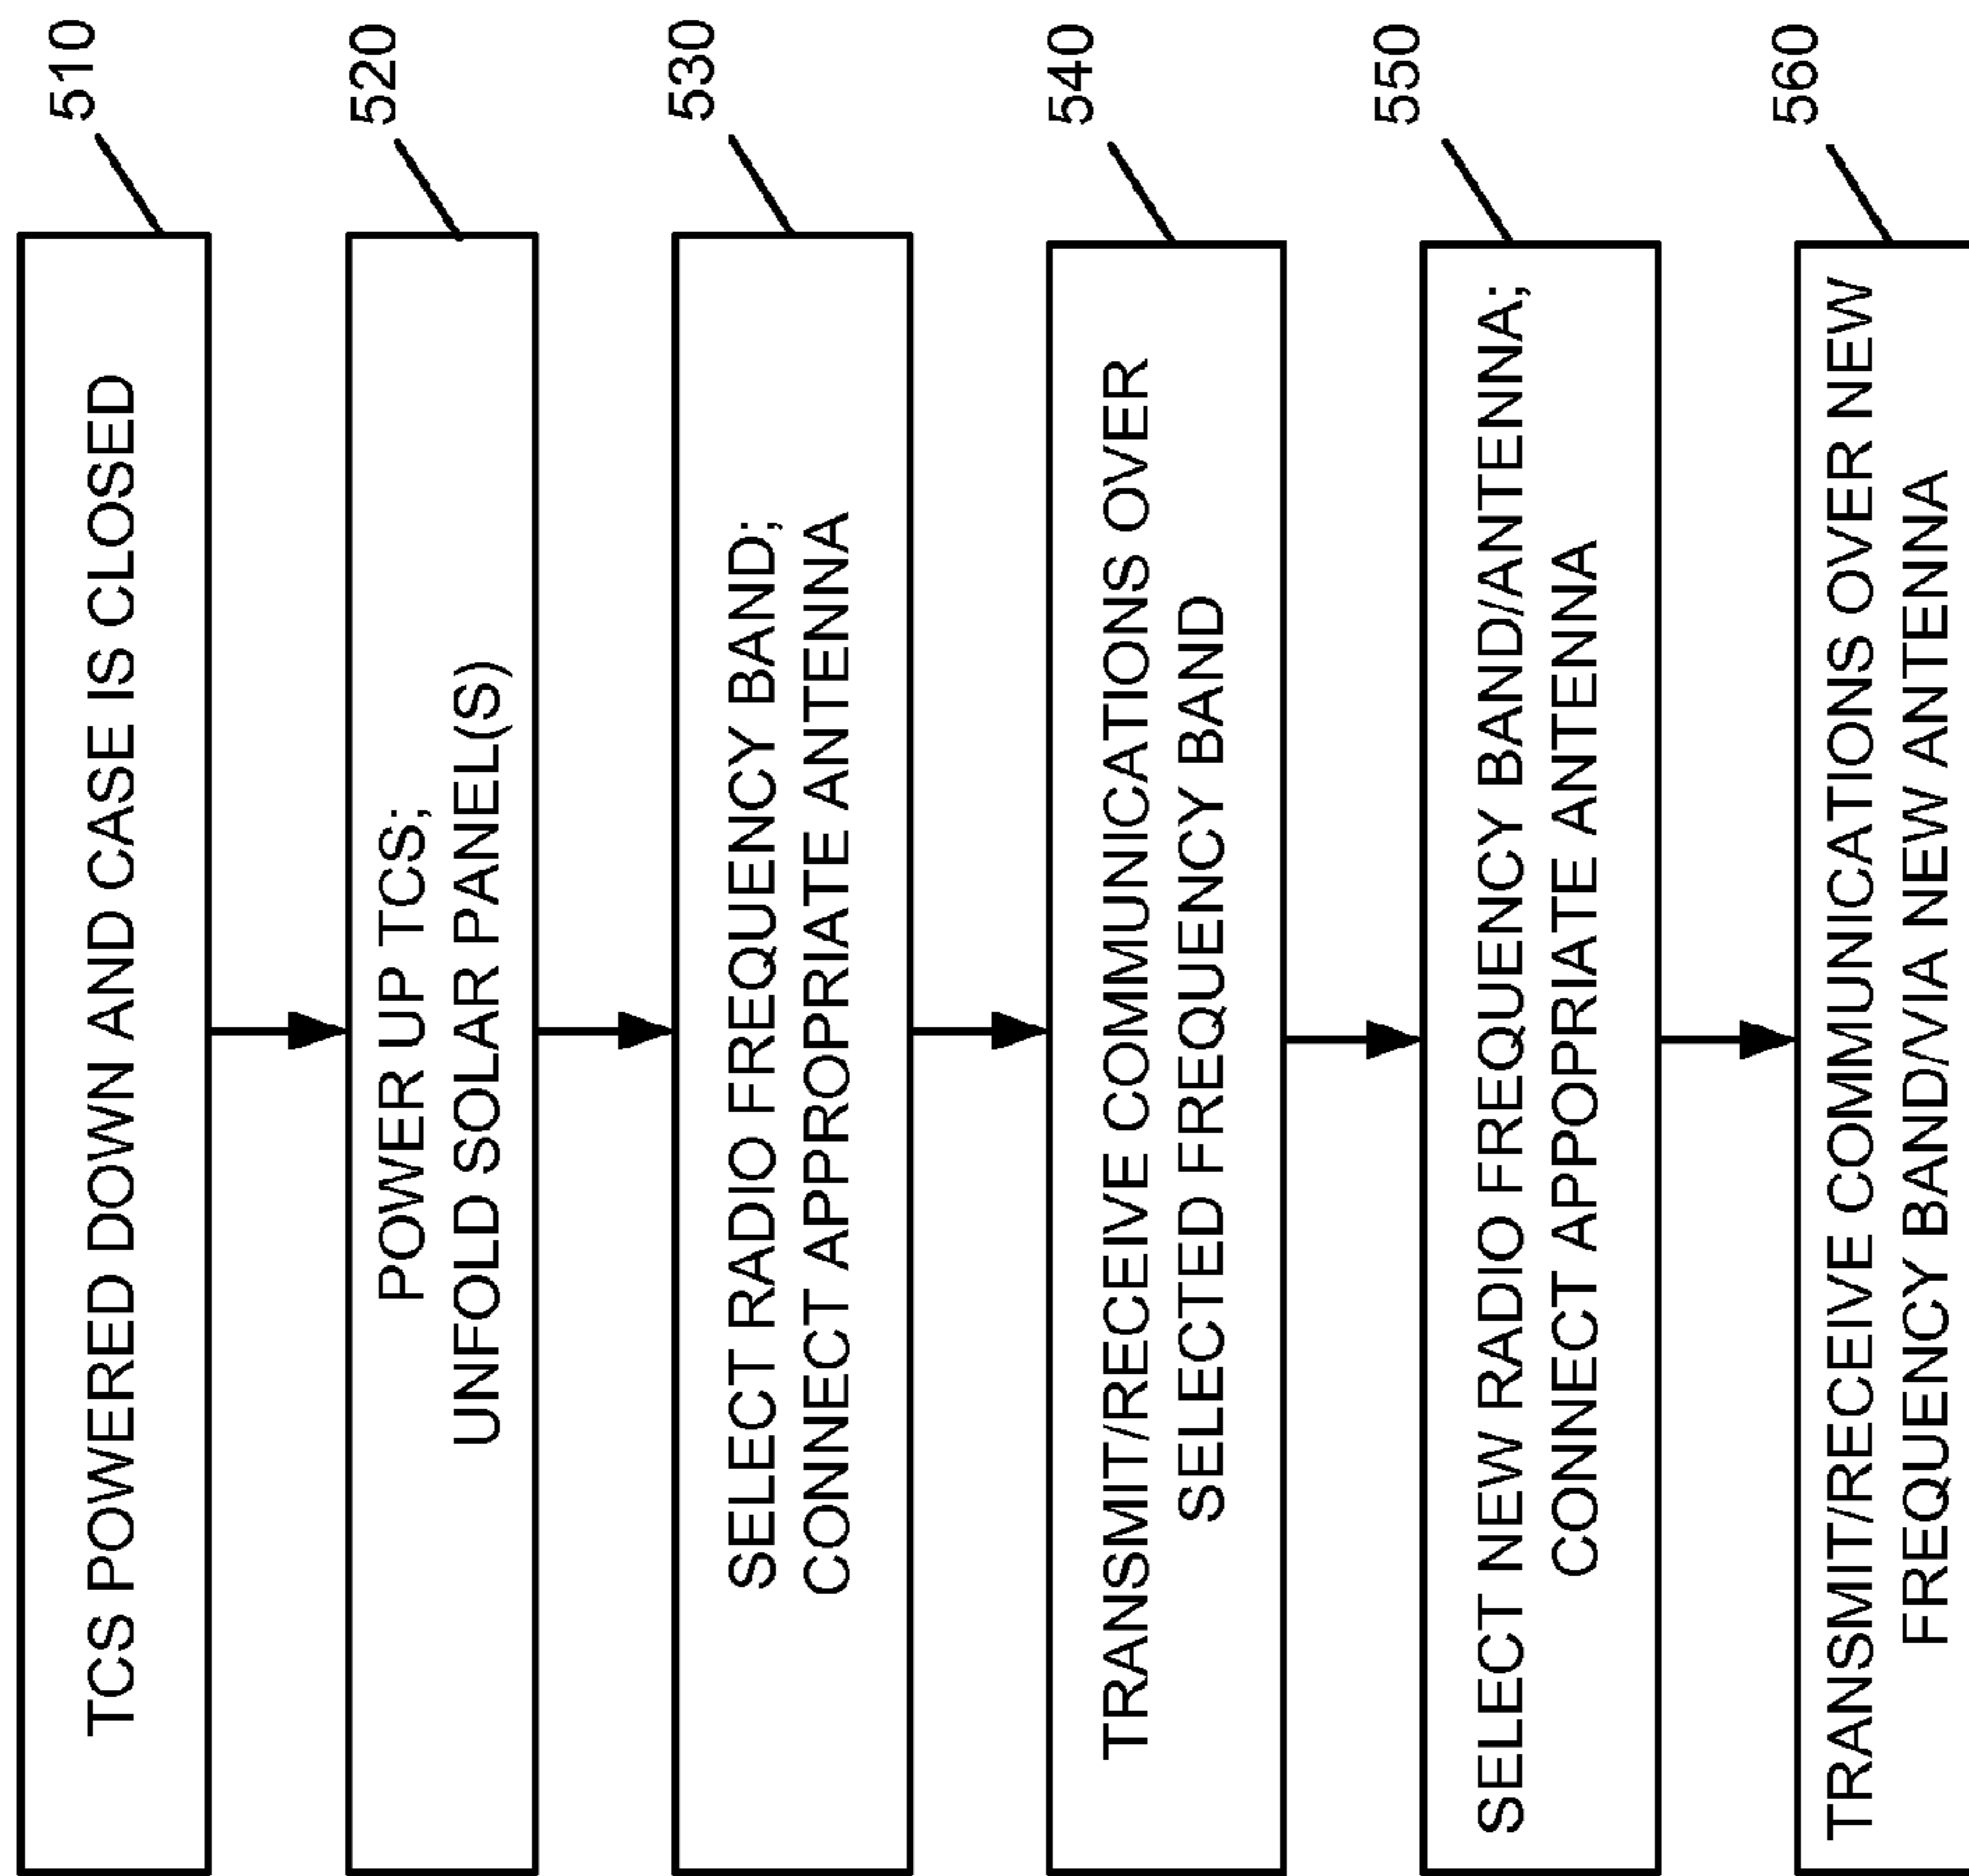 TCS POWERED DOWN AND CASE IS CLOSED
510
POWER UP TCS;
UNFOLD SOLAR PANEL(S)
520
SELECT RADIO FREQUENCY BAND;
CONNECT APPROPRIATE ANTENNA
530
TRANSMIT/RECEIVE COMMUNICATIONS OVER
SELECTED FREQUENCY BAND
540
SELECT NEW RADIO FREQUENCY BAND/ANTENNA;
CONNECT APPOPRIATE ANTENNA
550
TRANSMIT/RECEIVE COMMUNICATIONS OVER NEW
FREQUENCY BAND/VIA NEW ANTENNA
560